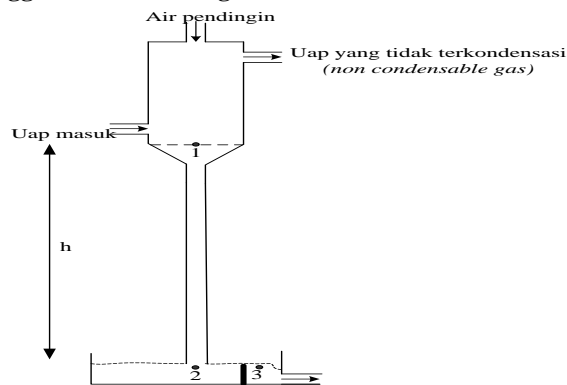 Air pendingin
Uap yang tidak terkondensasi
(non condensable gas)
Uap masuk
1
h
2
3